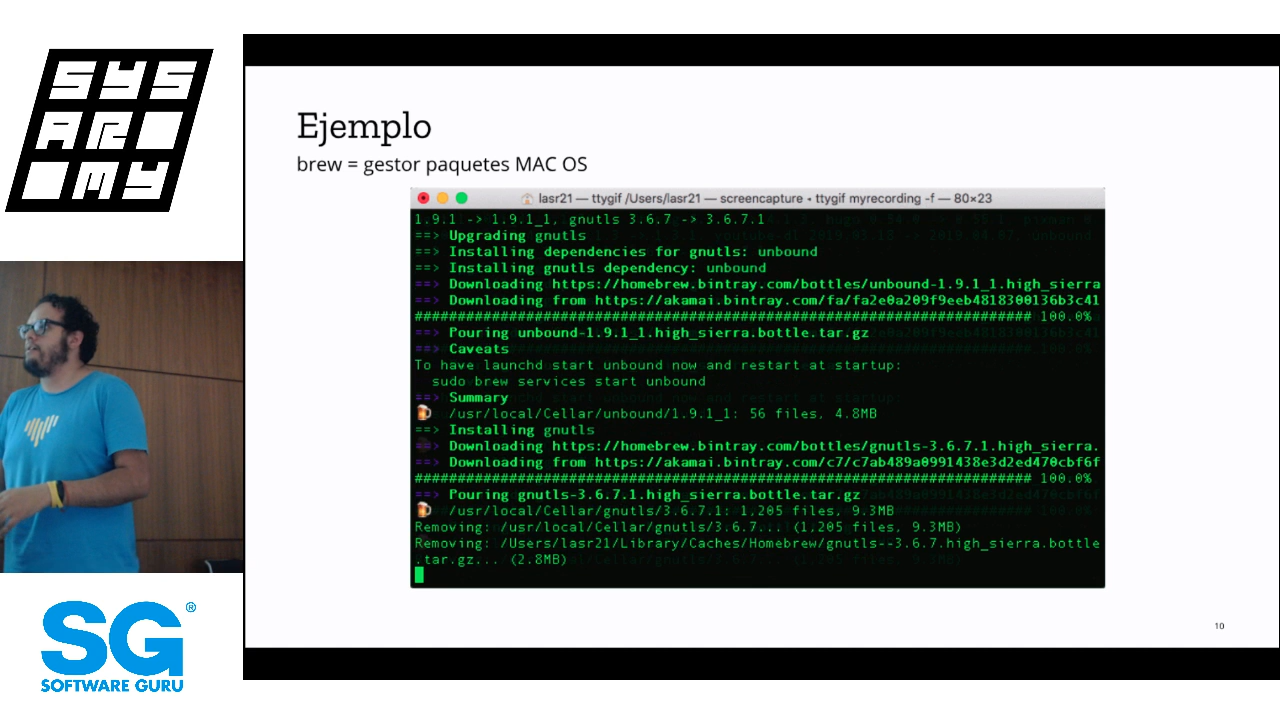 SYS
AR
MY
Ejemplo
brew = gestor paquetes MAC OS
lasr21 — ttygif /Users/lasr21 — screencapture • ttygif myrecording -f — 80×23
1.9.1 -> 1.9.1_1, gnutls 3.6.7 -> 3.6.7.1
==> Upgrading gnutls
==> Installing dependencies for gnutls: unbound
==> Installing gnutls dependency: unbound
==> Downloading https://homebrew.bintray.com/bottles/unbound-1.9.1_1.high_sierra
==> Downloading from https://akamai.bintray.com/fa/fa2e0a209f9eeb4818300136b3c41
######################################################################## 100.0%
==> Pouring unbound-1.9.1_1.high_sierra.bottle.tar.gz
==> Caveats
To have launchd start unbound now and restart at startup:
sudo brew services start unbound
==> Summary
/usr/local/Cellar/unbound/1.9.1_1: 56 files, 4.8MB
==> Installing gnutls
==> Downloading https://homebrew.bintray.com/bottles/gnutls-3.6.7.1.high_sierra.
==> Downloading from https://akamai.bintray.com/c7/c7ab489a0991438e3d2ed470cbf6f
######################################################################## 100.0%
==> Pouring gnutls-3.6.7.1.high_sierra.bottle.tar.gz
/usr/local/Cellar/gnutls/3.6.7.1: 1,205 files, 9.3MB
Removing: /usr/local/Cellar/gnutls/3.6.7... (1,205 files, 9.3MB)
Removing: /Users/lasr21/Library/Caches/Homebrew/gnutls--3.6.7.high_sierra.bottle
.tar.gz... (2.8MB)
10
SG®
SOFTWARE GURU